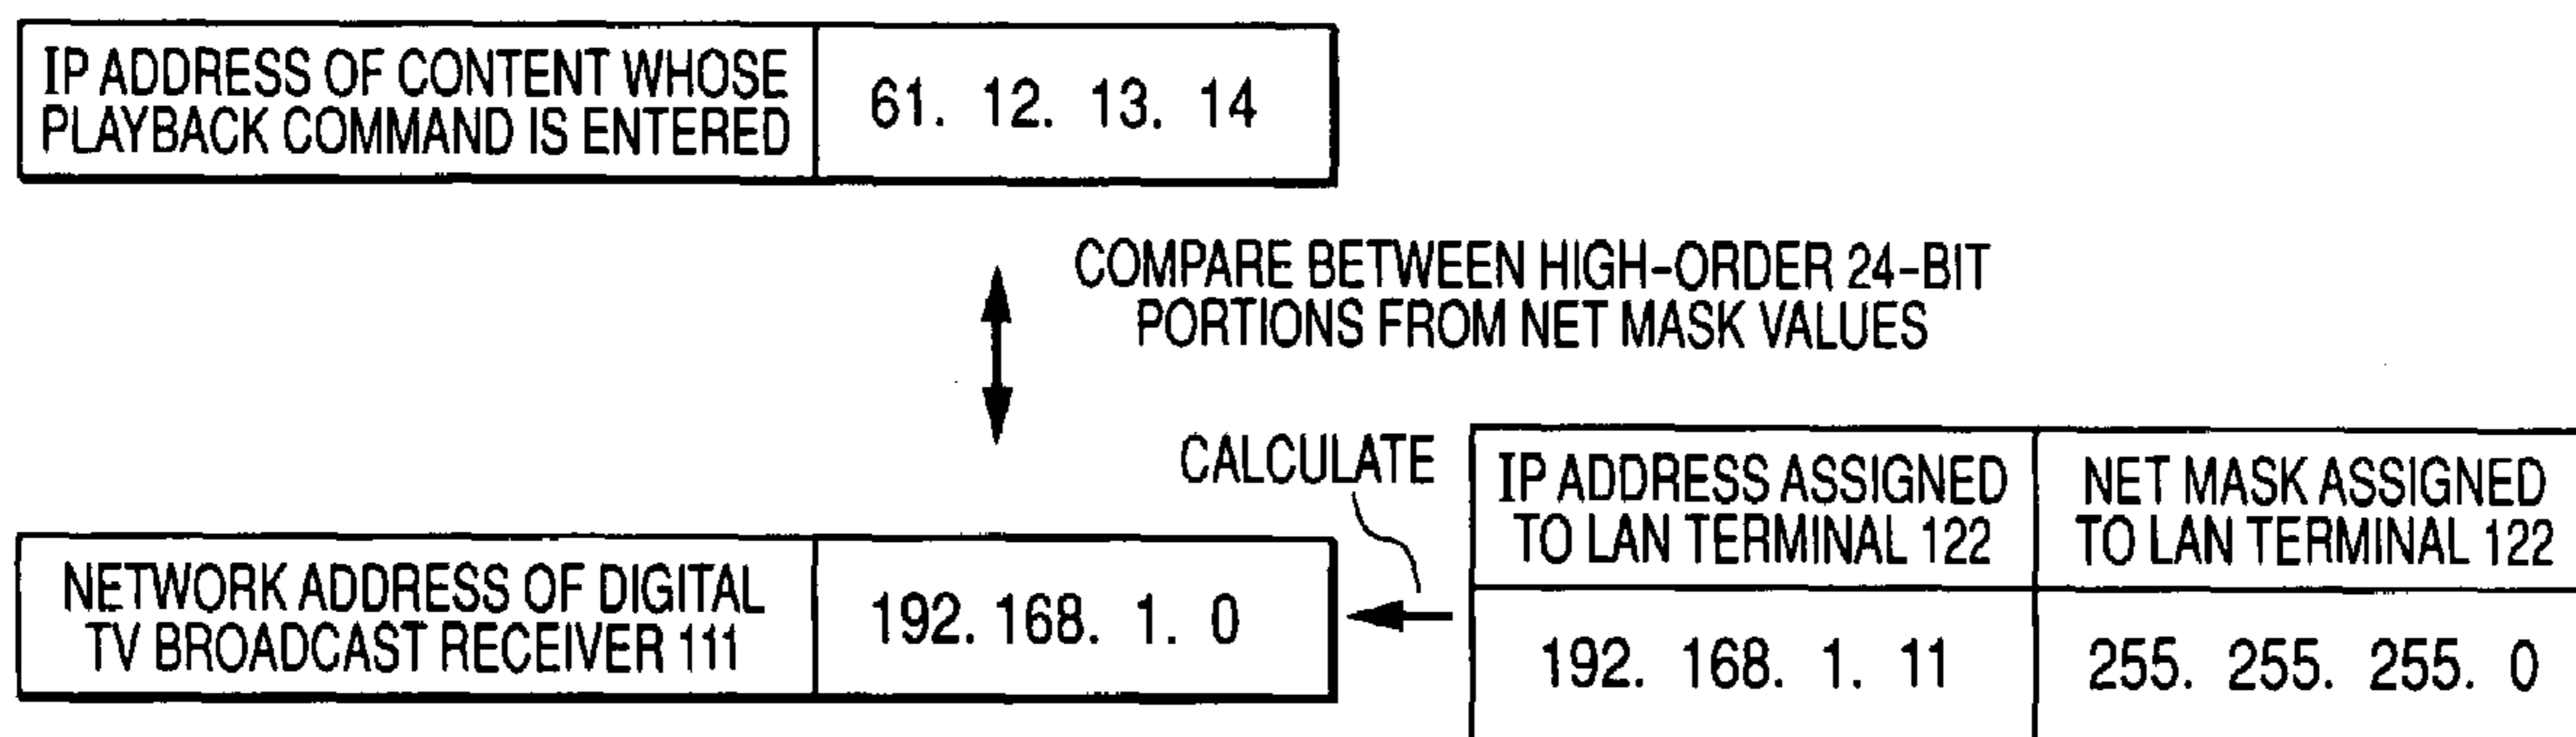 IP ADDRESS OF CONTENT WHOSE
PLAYBACK COMMAND IS ENTERED
61. 12. 13. 14
COMPARE BETWEEN HIGH-ORDER 24-BIT
PORTIONS FROM NET MASK VALUES
CALCULATE
NETWORK ADDRESS OF DIGITAL
TV BROADCAST RECEIVER 111
192. 168. 1. 0
IP ADDRESS ASSIGNED
TO LAN TERMINAL 122
NET MASK ASSIGNED
TO LAN TERMINAL 122
192. 168. 1. 11
255. 255. 255. 0